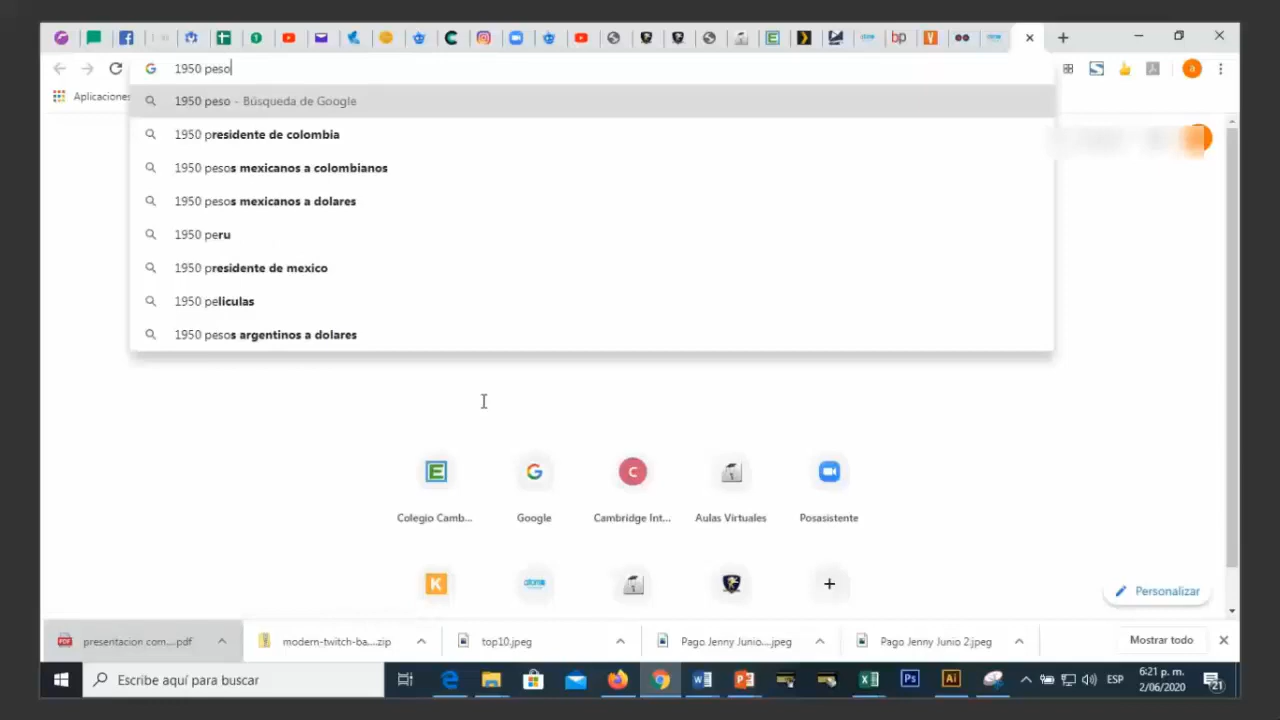 1950 peso
Aplicaciones
1950 peso - Búsqueda de Google
1950 presidente de colombia
1950 pesos mexicanos a colombianos
1950 pesos mexicanos a dolares
1950 peru
1950 presidente de mexico
1950 peliculas
1950 pesos argentinos a dolares
Colegio Camb...
Google
Cambridge Int...
Aulas Virtuales
Posasistente
Personalizar
presentacion com....pdf
modern-twitch-ba....zip
top10.jpeg
Pago Jenny Junio....jpeg
Pago Jenny Junio 2.jpeg
Mostrar todo
Escribe aquí para buscar
ESP
6:21 p. m.
2/06/2020
21